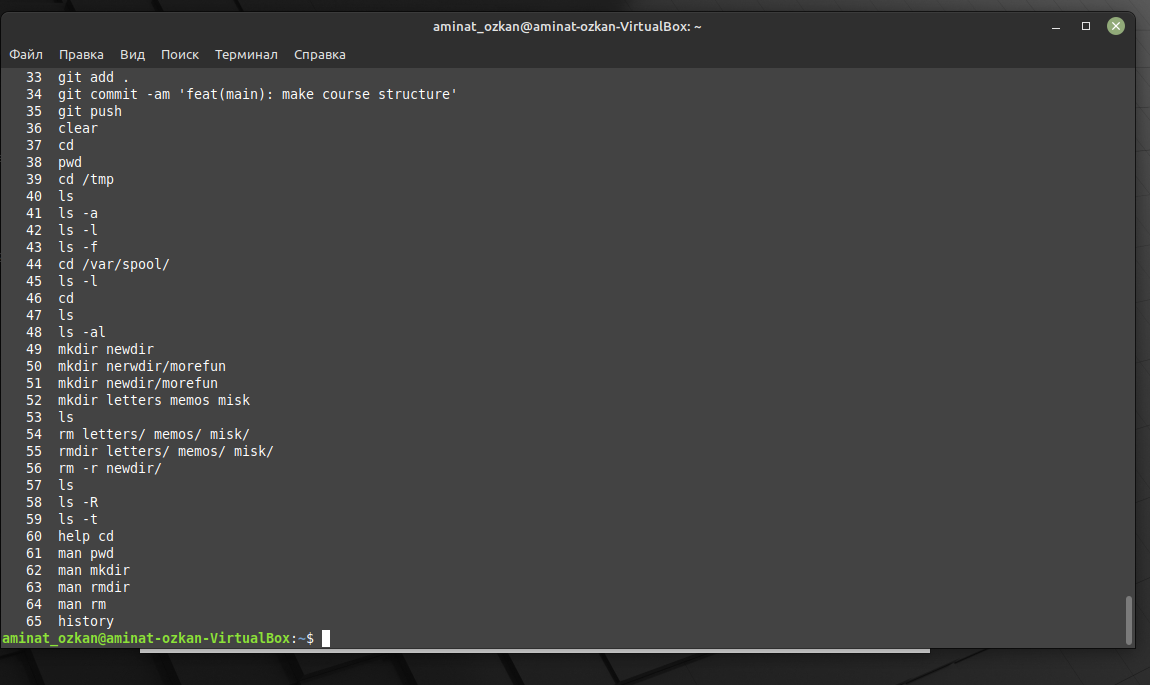 aminat_ozkan@aminat-ozkan-VirtualBox: ~
Файл Правка Вид Поиск Терминал Справка
33 git add .
34 git commit -am 'feat(main): make course structure'
35 git push
36 clear
37 cd
38 pwd
39 cd /tmp
40 ls
41 ls -a
42 ls -l
43 ls -f
44 cd /var/spool/
45 ls -l
46 cd
47 ls
48 ls -al
49 mkdir newdir
50 mkdir nerwdir/morefun
51 mkdir newdir/morefun
52 mkdir letters memos misk
53 ls
54 rm letters/ memos/ misk/
55 rmdir letters/ memos/ misk/
56 rm -r newdir/
57 ls
58 ls -R
59 ls -t
60 help cd
61 man pwd
62 man mkdir
63 man rmdir
64 man rm
65 history
aminat_ozkan@aminat-ozkan-VirtualBox:~$